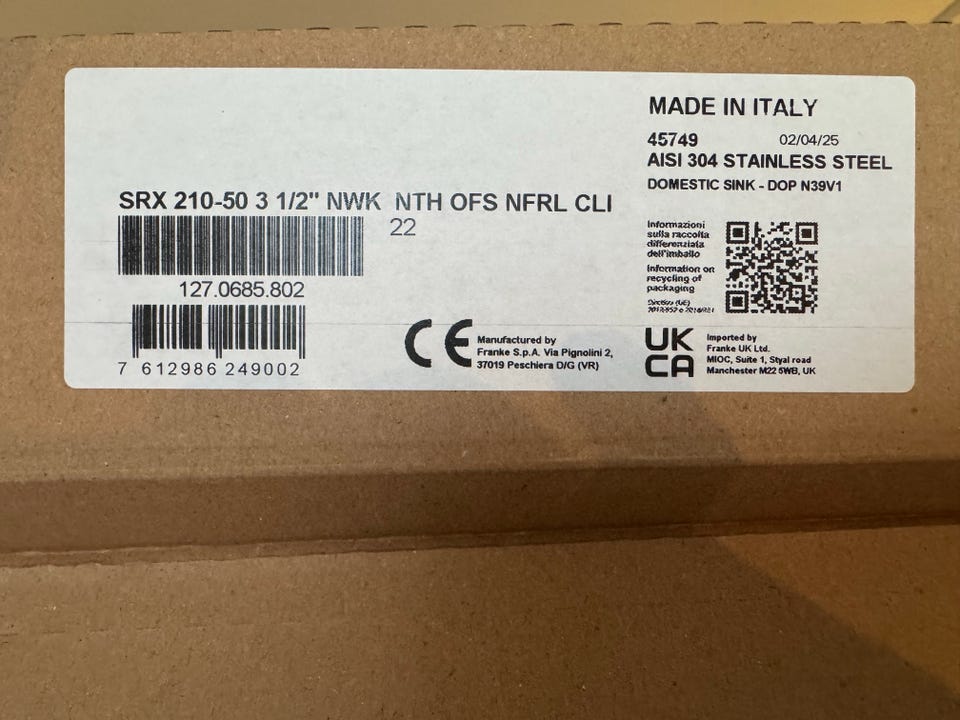 MADE IN ITALY
45749 02/04/25
AISI 304 STAINLESS STEEL
DOMESTIC SINK - DOP N39V1
SRX 210-50 3 1/2" NWK NTH OFS NFRL CLI
22
127.0685.802
7 612986 249002
Informazioni
sulla raccolta
differenziata
dell'imballo
Information on
recycling of
packaging
CE
Manufactured by
Franke S.p.A. Via Pignolini 2,
37019 Peschiera D/G (VR)
UK
CA
Imported by
Franke UK Ltd.
MIOC, Suite 1, Styal road
Manchester M22 5WB, UK